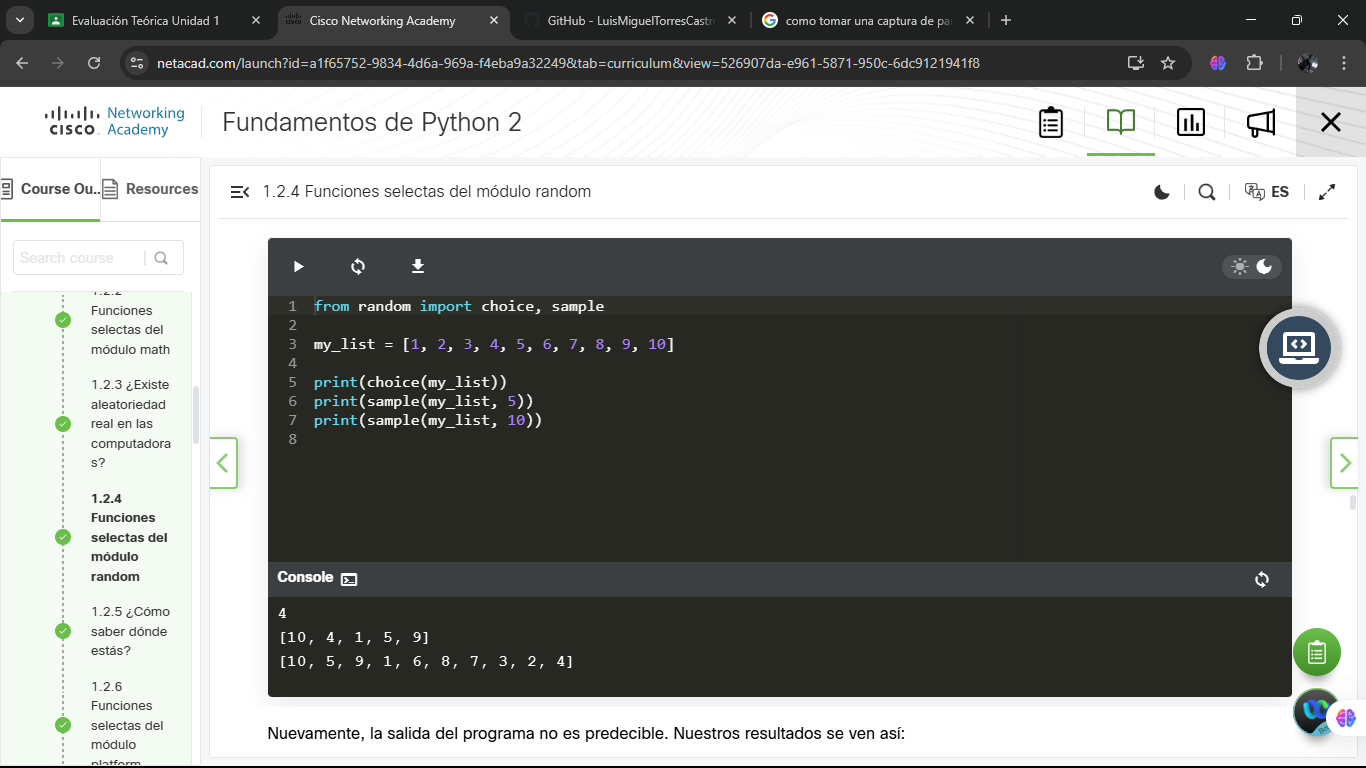 Evaluación Teórica Unidad 1
Cisco Networking Academy
GitHub - LuisMiguelTorresCastr
como tomar una captura de pa
netacad.com/launch?id=a1f65752-9834-4d6a-969a-f4eba9a32249&tab=curriculum&view=526907da-e961-5871-950c-6dc9121941f8
CISCO Networking Academy
Fundamentos de Python 2
Course Ou..
Resources
Search course
1.2.2
Funciones
selectas del
módulo math
1.2.3 ¿Existe
aleatoriedad
real en las
computadora
s?
1.2.4
Funciones
selectas del
módulo
random
1.2.5 ¿Cómo
saber dónde
estás?
1.2.6
Funciones
selectas del
módulo
platform
1.2.4 Funciones selectas del módulo random
ES
1 from random import choice, sample
2
3 my_list = [1, 2, 3, 4, 5, 6, 7, 8, 9, 10]
4
5 print(choice(my_list))
6 print(sample(my_list, 5))
7 print(sample(my_list, 10))
8
Console
4
[10, 4, 1, 5, 9]
[10, 5, 9, 1, 6, 8, 7, 3, 2, 4]
Nuevamente, la salida del programa no es predecible. Nuestros resultados se ven así: